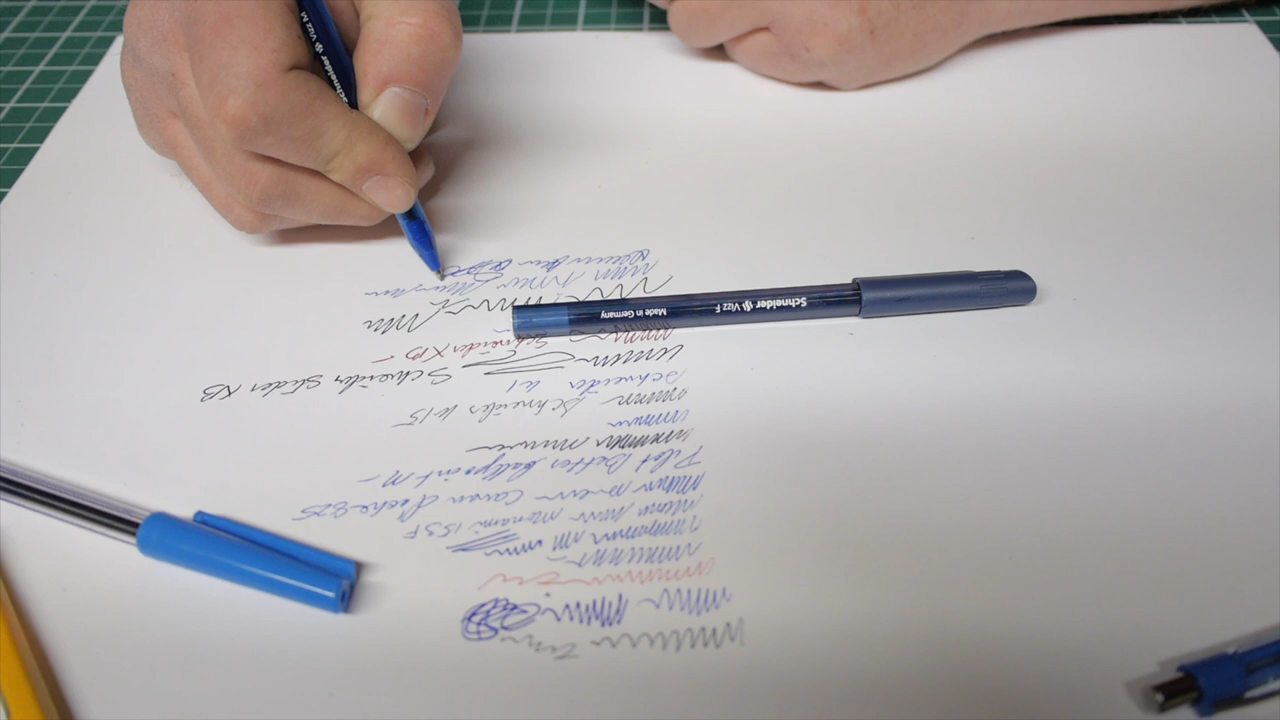 Monami 153 F
Caran d'ache 825
Pilot Better ballpoint M
Schneider K15
Schneider K1
Schneider Slider XB
Schneider XB
Schneider Vizz F
Made in Germany
Schneider Vizz M